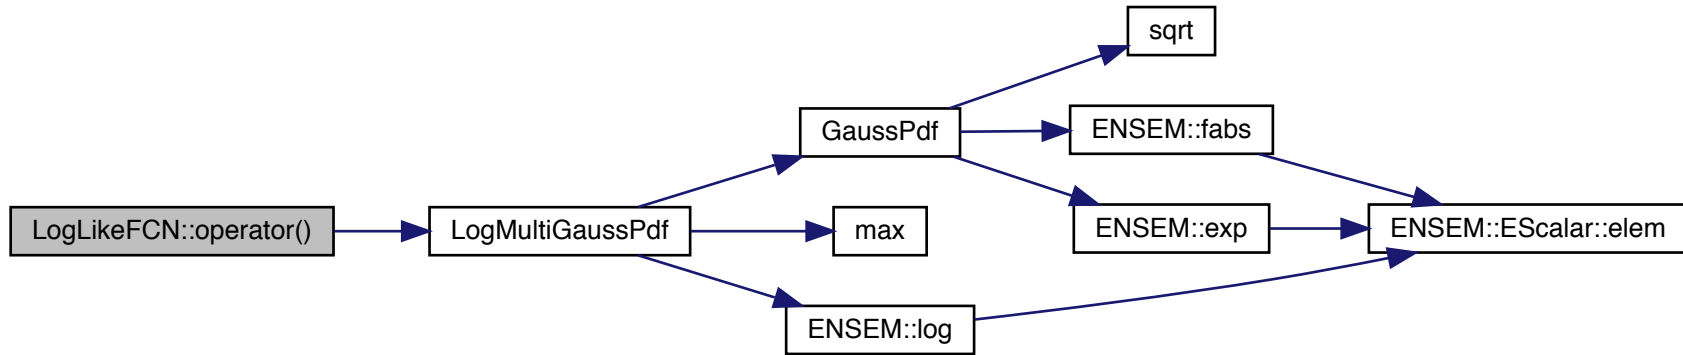 sqrt
GaussPdf
ENSEM::fabs
LogLikeFCN::operator()
LogMultiGaussPdf
max
ENSEM::exp
ENSEM::EScalar::elem
ENSEM::log